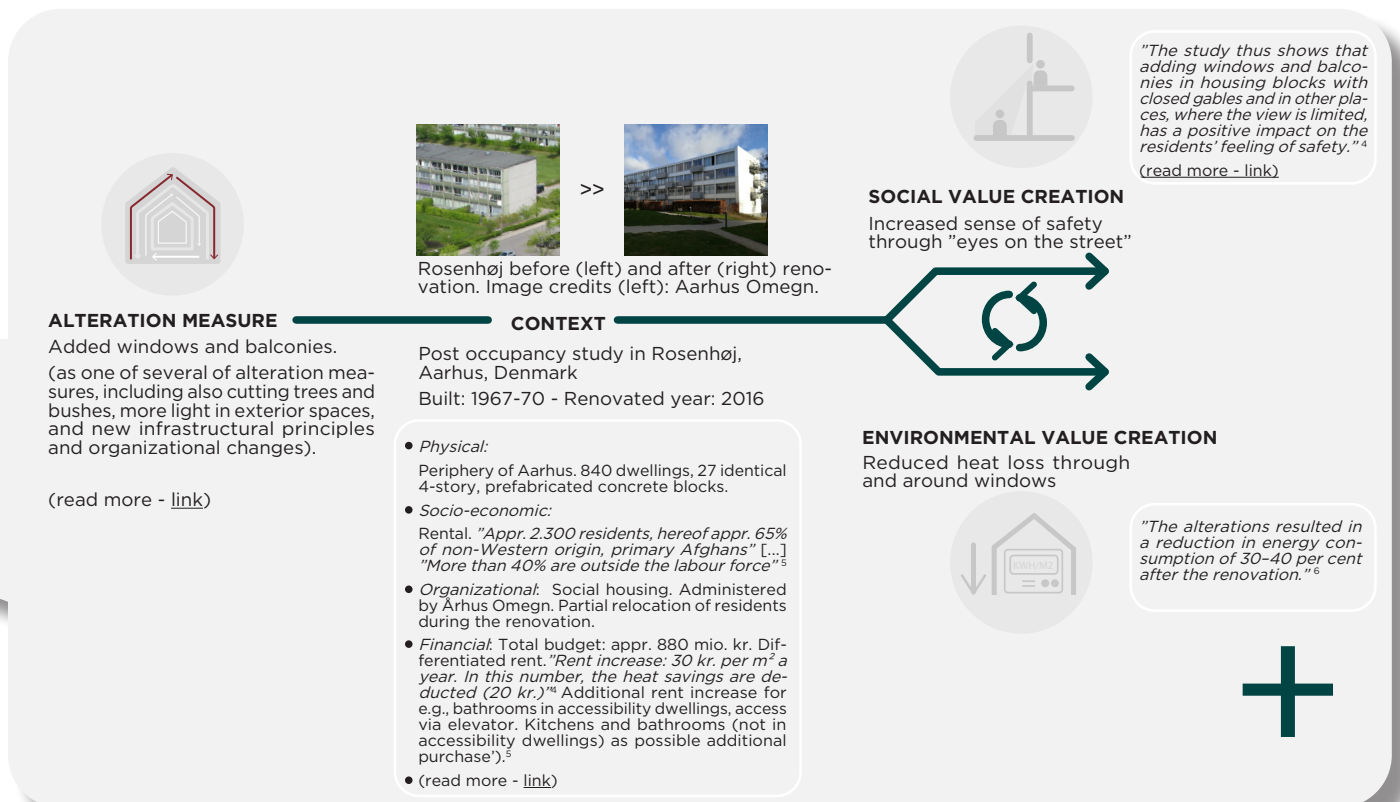 ALTERATION MEASURE
Added windows and balconies.
(as one of several of alteration mea-
sures, including also cutting trees and
bushes, more light in exterior spaces,
and new infrastructural principles
and organizational changes).
(read more - link)
>>
Rosenhøj before (left) and after (right) reno-
vation. Image credits (left): Aarhus Omegn.
CONTEXT
Post occupancy study in Rosenhøj,
Aarhus, Denmark
Built: 1967-70 - Renovated year: 2016
• Physical:
Periphery of Aarhus. 840 dwellings, 27 identical
4-story, prefabricated concrete blocks.
• Socio-economic:
Rental. ”Appr. 2.300 residents, hereof appr. 65%
of non-Western origin, primary Afghans” [...]
”More than 40% are outside the labour force” 5
• Organizational: Social housing. Administered
by Århus Omegn. Partial relocation of residents
during the renovation.
• Financial: Total budget: appr. 880 mio. kr. Dif-
ferentiated rent.”Rent increase: 30 kr. per m² a
year. In this number, the heat savings are de-
ducted (20 kr.)”4 Additional rent increase for
e.g., bathrooms in accessibility dwellings, access
via elevator. Kitchens and bathrooms (not in
accessibility dwellings) as possible additional
purchase’).5
• (read more - link)
SOCIAL VALUE CREATION
Increased sense of safety
through ”eyes on the street”
”The study thus shows that
adding windows and balco-
nies in housing blocks with
closed gables and in other pla-
ces, where the view is limited,
has a positive impact on the
residents’ feeling of safety.” 4
(read more - link)
ENVIRONMENTAL VALUE CREATION
Reduced heat loss through
and around windows
KWH/M2
”The alterations resulted in
a reduction in energy con-
sumption of 30–40 per cent
after the renovation.” 6